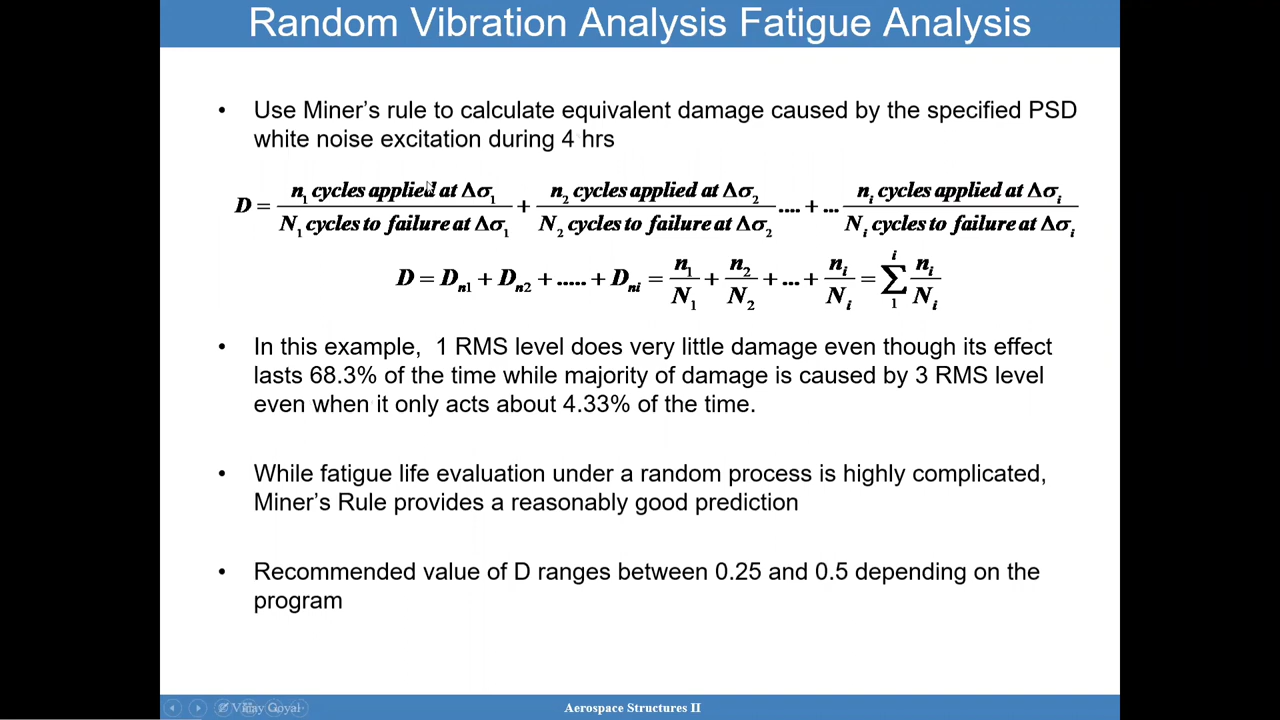 Random Vibration Analysis Fatigue Analysis
• Use Miner's rule to calculate equivalent damage caused by the specified PSD
white noise excitation during 4 hrs
D = n₁ cycles applied at Δσ₁ / N₁ cycles to failure at Δσ₁ + n₂ cycles applied at Δσ₂ / N₂ cycles to failure at Δσ₂ .... + ... nᵢ cycles applied at Δσᵢ / Nᵢ cycles to failure at Δσᵢ
D = Dₙ₁ + Dₙ₂ + ..... + Dₙᵢ = n₁/N₁ + n₂/N₂ + ... + nᵢ/Nᵢ = Σ₁ⁱ nᵢ/Nᵢ
• In this example, 1 RMS level does very little damage even though its effect
lasts 68.3% of the time while majority of damage is caused by 3 RMS level
even when it only acts about 4.33% of the time.
• While fatigue life evaluation under a random process is highly complicated,
Miner's Rule provides a reasonably good prediction
• Recommended value of D ranges between 0.25 and 0.5 depending on the
program
Vinay Goyal
Aerospace Structures II